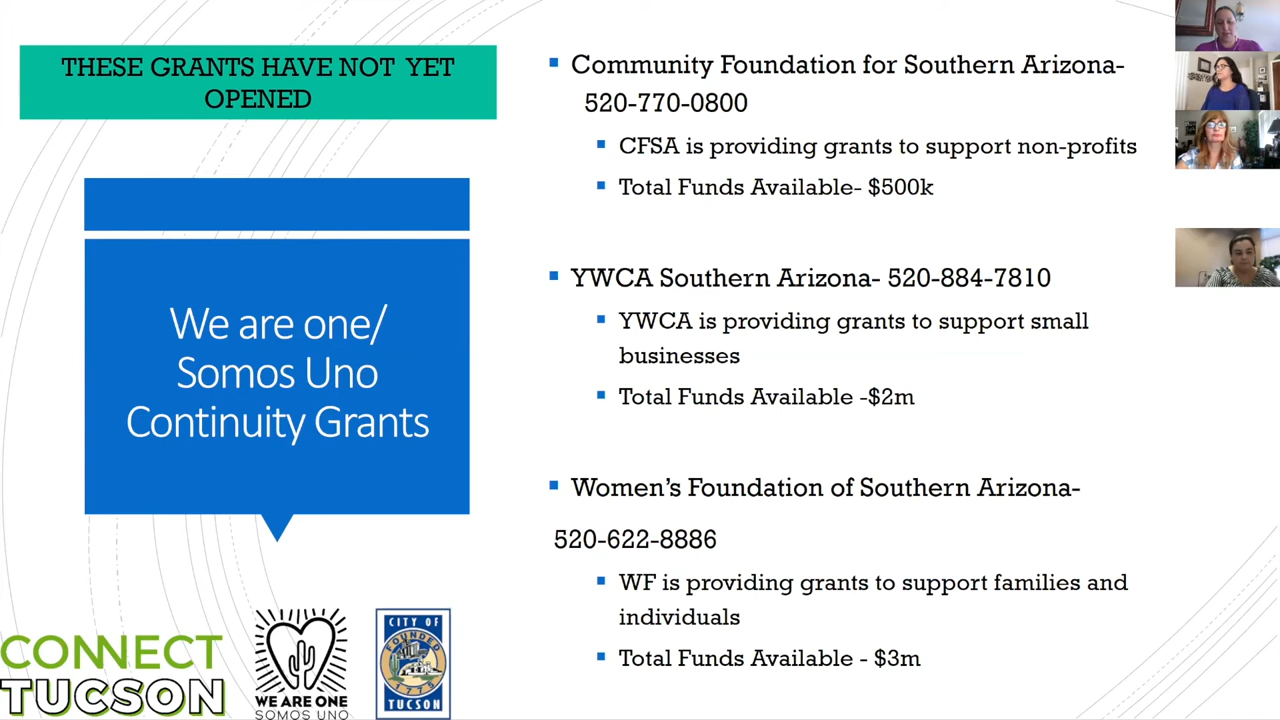 THESE GRANTS HAVE NOT YET
OPENED
We are one/
Somos Uno
Continuity Grants
Community Foundation for Southern Arizona-
520-770-0800
CFSA is providing grants to support non-profits
Total Funds Available- $500k
YWCA Southern Arizona- 520-884-7810
YWCA is providing grants to support small
businesses
Total Funds Available -$2m
Women's Foundation of Southern Arizona-
520-622-8886
WF is providing grants to support families and
individuals
Total Funds Available - $3m
CONNECT
TUCSON
WE ARE ONE
SOMOS UNO
CITY OF
FOUNDED
1775
TUCSON